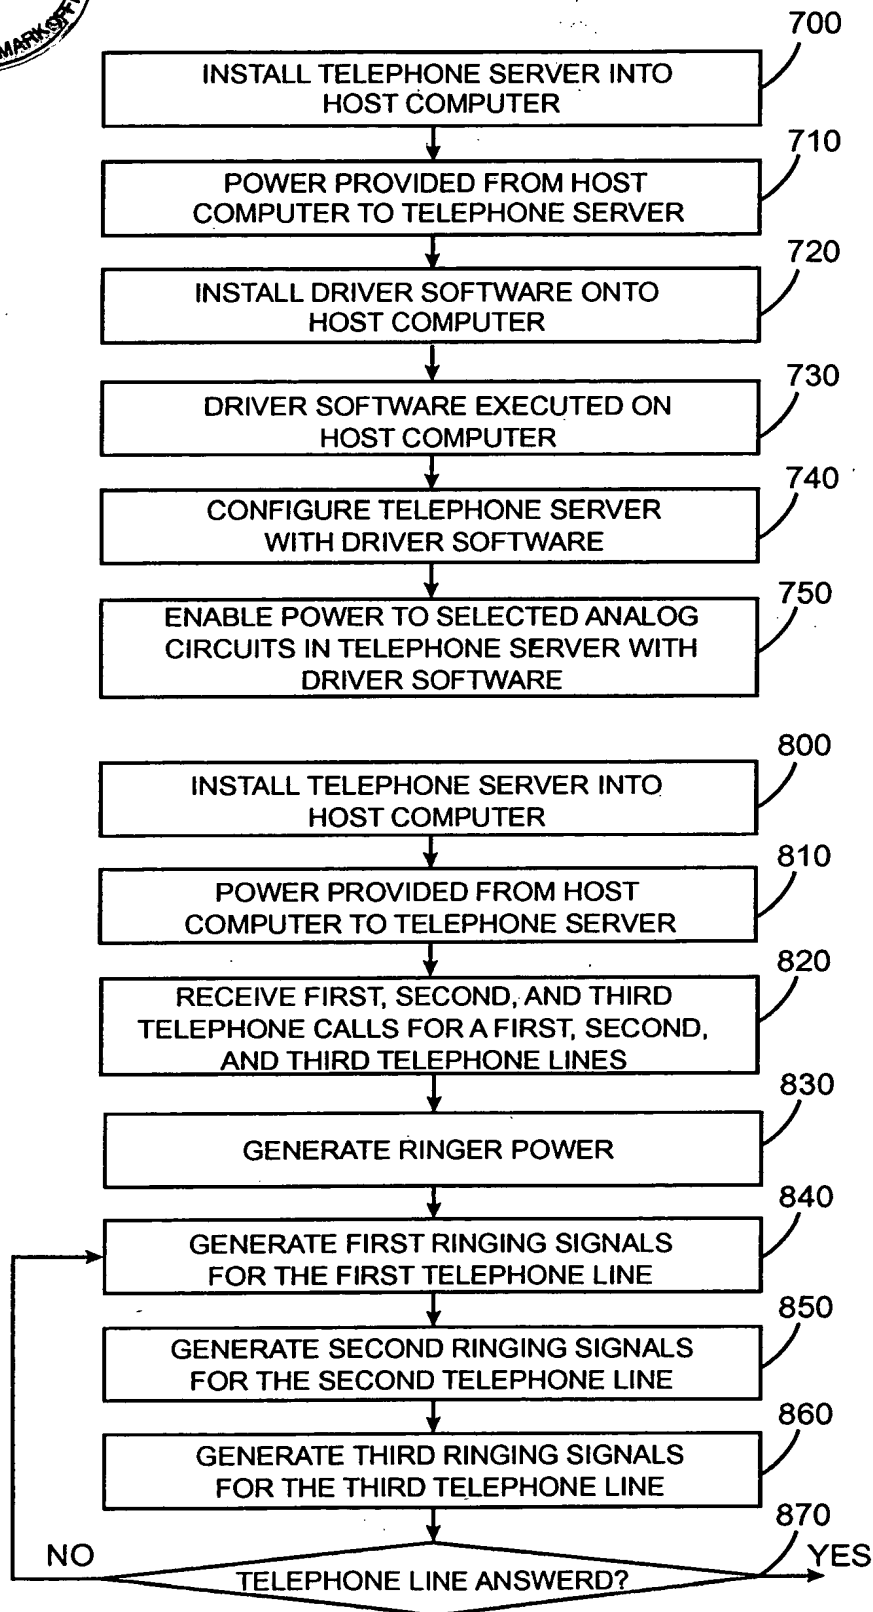 MARK OFF
700
INSTALL TELEPHONE SERVER INTO
HOST COMPUTER
710
POWER PROVIDED FROM HOST
COMPUTER TO TELEPHONE SERVER
720
INSTALL DRIVER SOFTWARE ONTO
HOST COMPUTER
730
DRIVER SOFTWARE EXECUTED ON
HOST COMPUTER
740
CONFIGURE TELEPHONE SERVER
WITH DRIVER SOFTWARE
750
ENABLE POWER TO SELECTED ANALOG
CIRCUITS IN TELEPHONE SERVER WITH
DRIVER SOFTWARE
800
INSTALL TELEPHONE SERVER INTO
HOST COMPUTER
810
POWER PROVIDED FROM HOST
COMPUTER TO TELEPHONE SERVER
820
RECEIVE FIRST, SECOND, AND THIRD
TELEPHONE CALLS FOR A FIRST, SECOND,
AND THIRD TELEPHONE LINES
830
GENERATE RINGER POWER
840
GENERATE FIRST RINGING SIGNALS
FOR THE FIRST TELEPHONE LINE
850
GENERATE SECOND RINGING SIGNALS
FOR THE SECOND TELEPHONE LINE
860
GENERATE THIRD RINGING SIGNALS
FOR THE THIRD TELEPHONE LINE
870
NO
YES
TELEPHONE LINE ANSWERD?